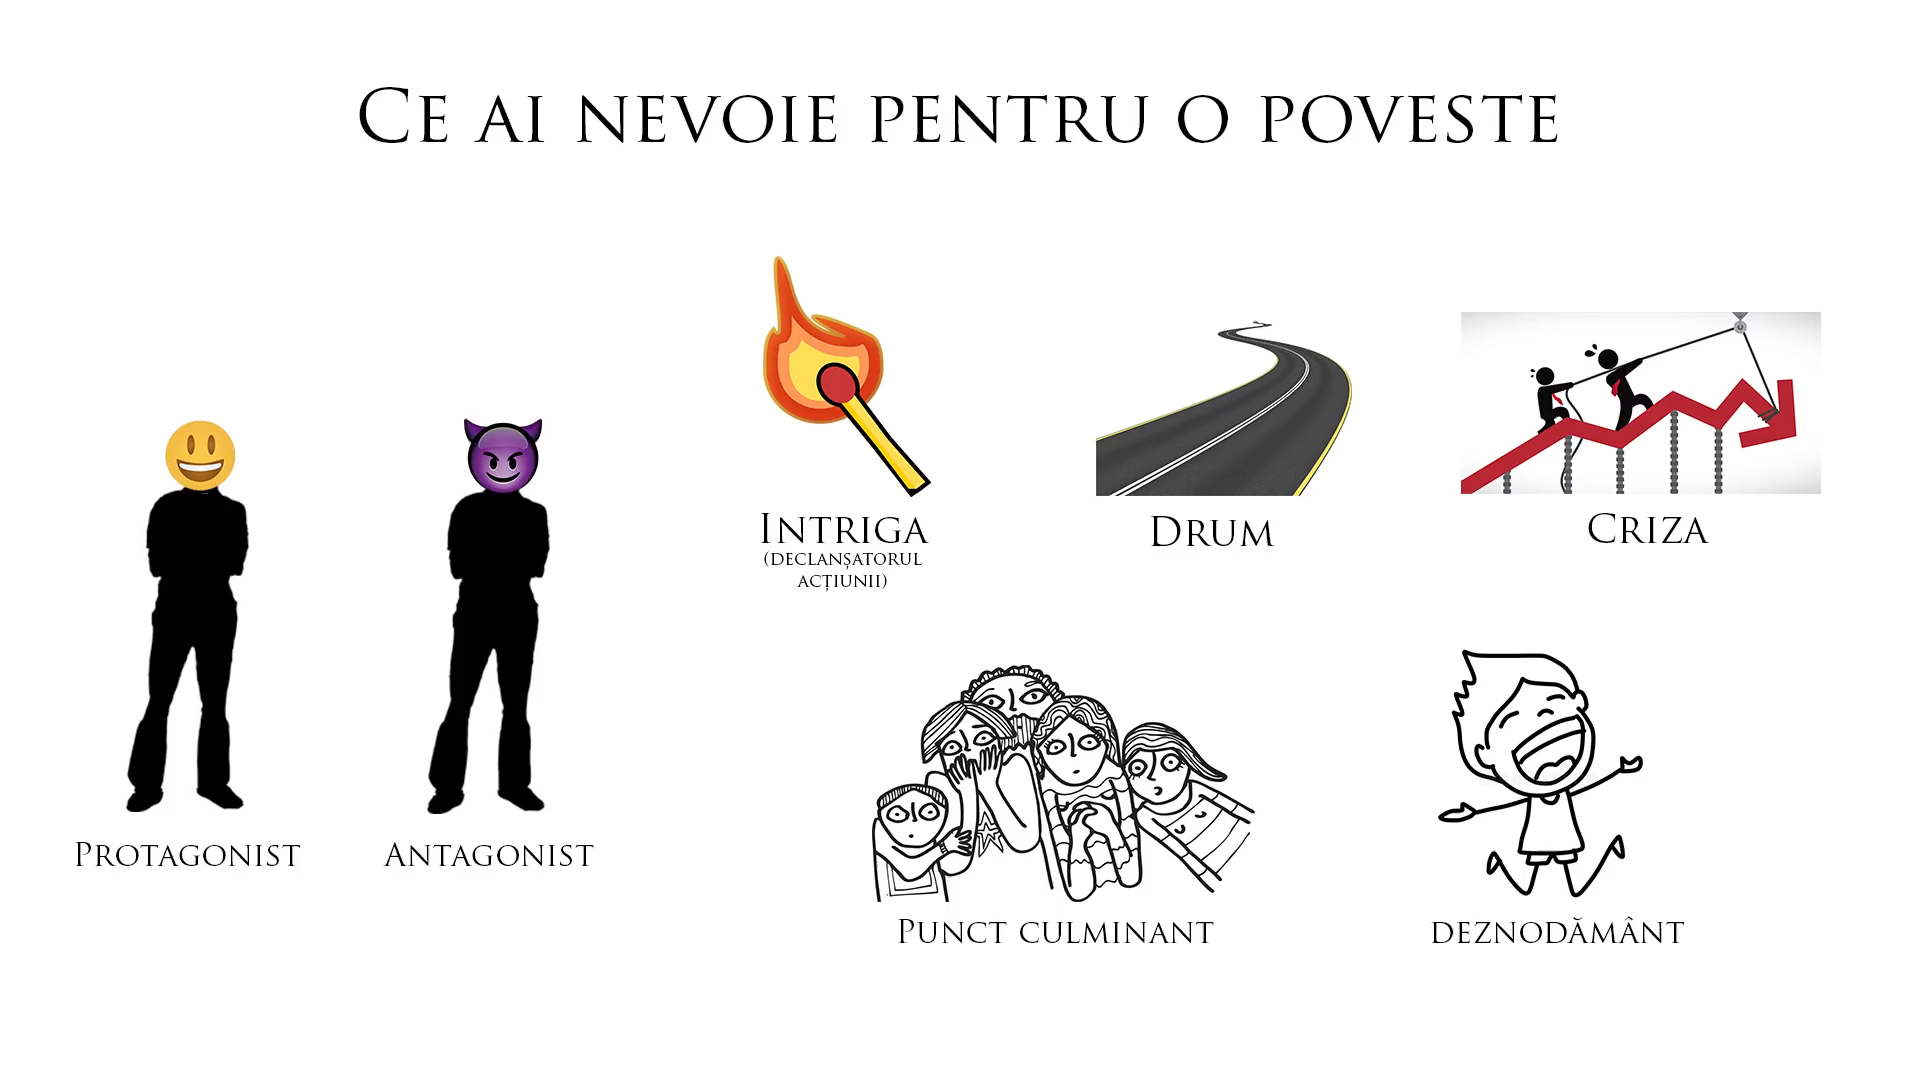 Ce ai nevoie pentru o poveste
Protagonist
Antagonist
Intriga
(declanșatorul
acțiunii)
Drum
Criza
Punct culminant
deznodământ